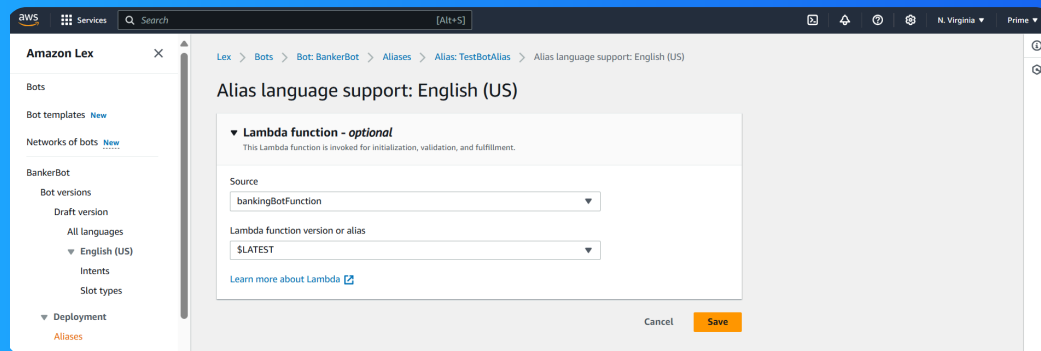 aws Services Search [Alt+S] N. Virginia Prime
Amazon Lex
Bots
Bot templates New
Networks of bots New
BankerBot
Bot versions
Draft version
All languages
English (US)
Intents
Slot types
Deployment
Aliases
Lex > Bots > Bot: BankerBot > Aliases > Alias: TestBotAlias > Alias language support: English (US)
Alias language support: English (US)
Lambda function - optional
This Lambda function is invoked for initialization, validation, and fulfillment.
Source
bankingBotFunction
Lambda function version or alias
$LATEST
Learn more about Lambda
Cancel Save